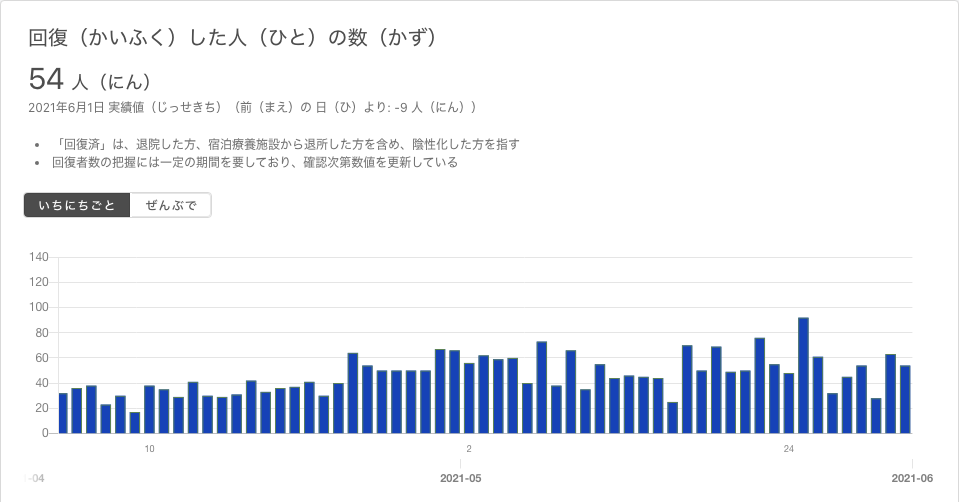 回復（かいふく）した人（ひと）の数（かず）
54 人（にん）
2021年6月1日 実績値（じっせきち）（前（まえ）の 日（ひ）より: -9 人（にん））
• 「回復済」は、退院した方、宿泊療養施設から退所した方を含め、陰性化した方を指す
• 回復者数の把握には一定の期間を要しており、確認次第数値を更新している
いちにちごと ぜんぶで
140
120
100
80
60
40
20
0
10 2 24
-04 2021-05 2021-06